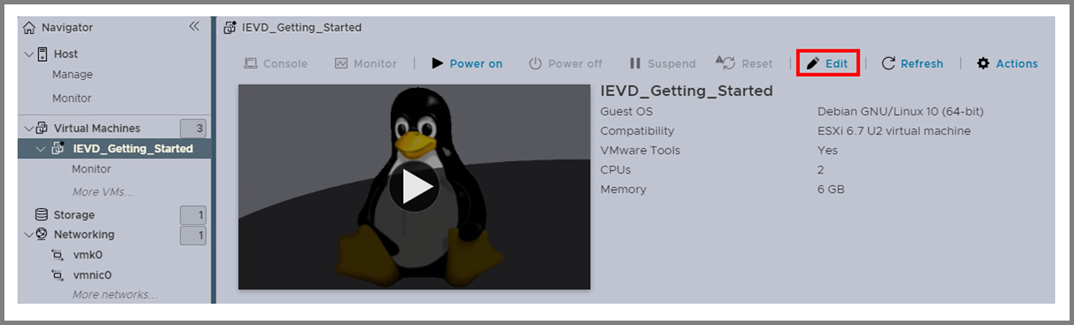 Navigator
Host
Manage
Monitor
Virtual Machines 3
IEVD_Getting_Started
Monitor
More VMs...
Storage 1
Networking 1
vmk0
vmnic0
More networks...
IEVD_Getting_Started
Console Monitor Power on Power off Suspend Reset Edit Refresh Actions
IEVD_Getting_Started
Guest OS Debian GNU/Linux 10 (64-bit)
Compatibility ESXi 6.7 U2 virtual machine
VMware Tools Yes
CPUs 2
Memory 6 GB